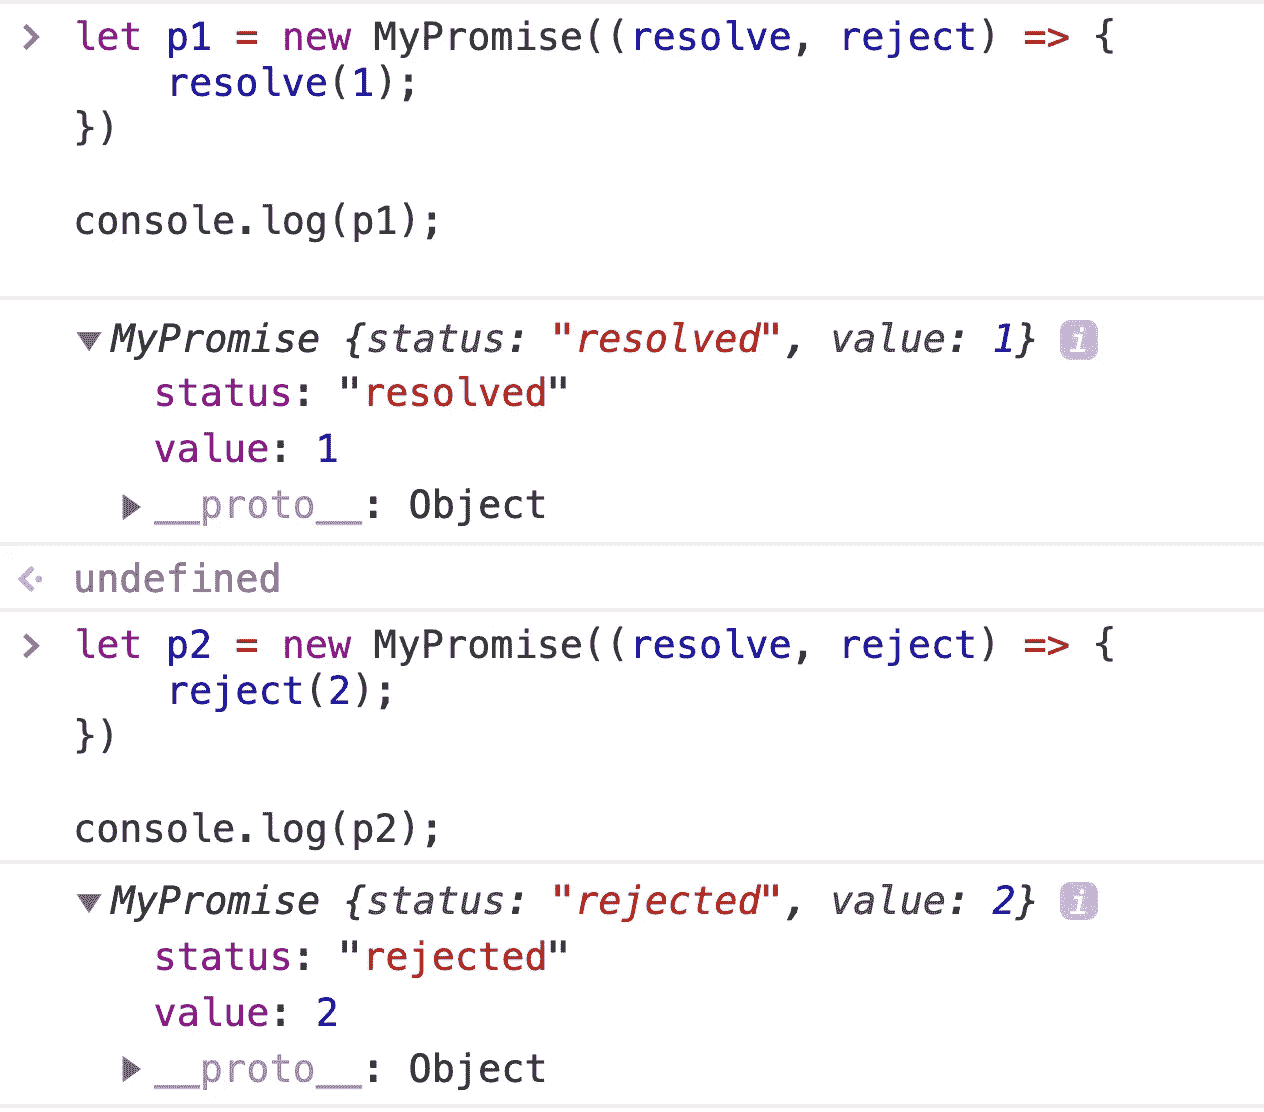 let p1 = new MyPromise((resolve, reject) => {
    resolve(1);
})
console.log(p1);
MyPromise {status: "resolved", value: 1} i
status: "resolved"
value: 1
__proto__: Object
undefined
let p2 = new MyPromise((resolve, reject) => {
    reject(2);
})
console.log(p2);
MyPromise {status: "rejected", value: 2} i
status: "rejected"
value: 2
__proto__: Object